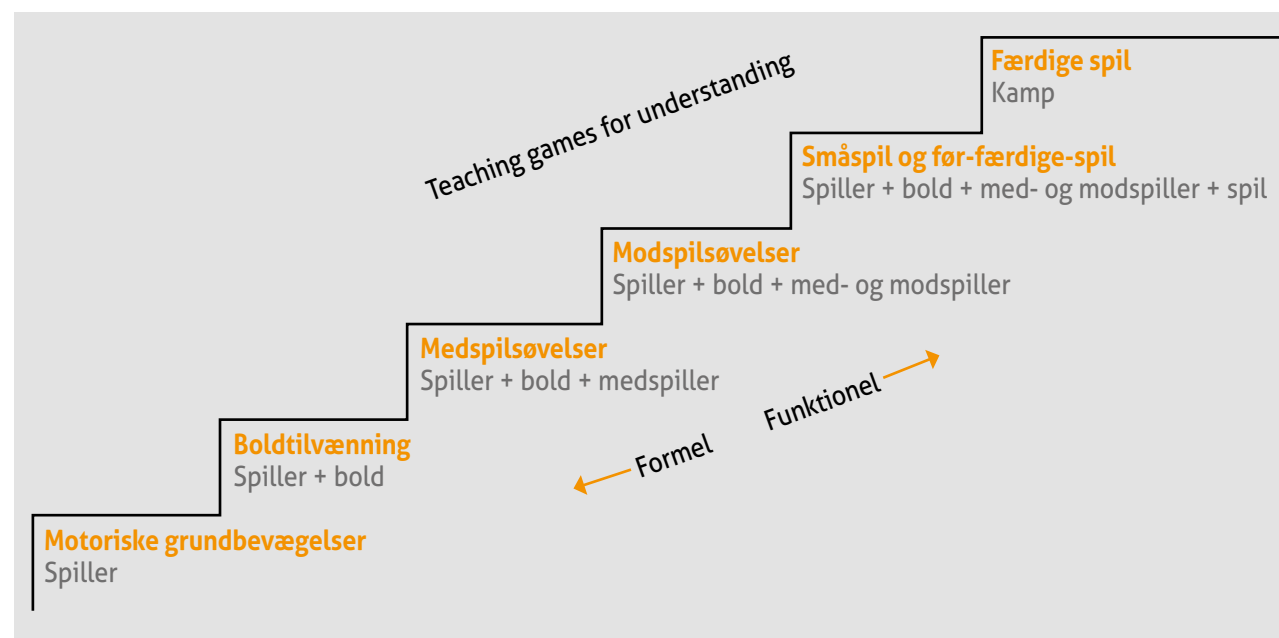 Færdige spil
Kamp
Teaching games for understanding
Småspil og før-færdige-spil
Spiller + bold + med- og modspiller + spil
Modspilsøvelser
Spiller + bold + med- og modspiller
Medspilsøvelser
Spiller + bold + medspiller
Funktionel
Formel
Boldtilvænning
Spiller + bold
Motoriske grundbevægelser
Spiller